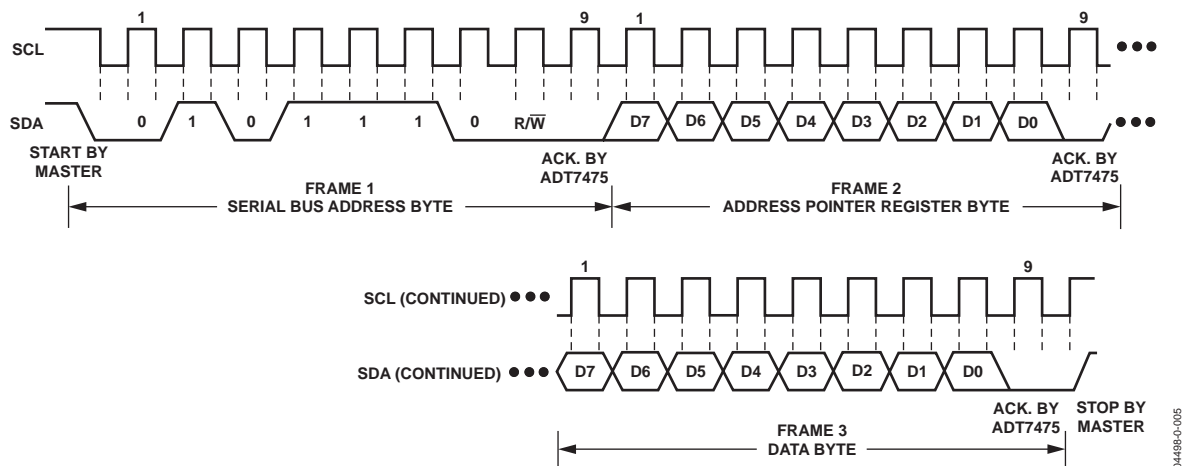 1 9 1 9
SCL
SDA 0 1 0 1 1 1 0 R/W̅ D7 D6 D5 D4 D3 D2 D1 D0
START BY
MASTER
ACK. BY
ADT7475
ACK. BY
ADT7475
FRAME 1
SERIAL BUS ADDRESS BYTE
FRAME 2
ADDRESS POINTER REGISTER BYTE
1 9
SCL (CONTINUED)
SDA (CONTINUED) D7 D6 D5 D4 D3 D2 D1 D0
ACK. BY
ADT7475
STOP BY
MASTER
FRAME 3
DATA BYTE
04498-0-005